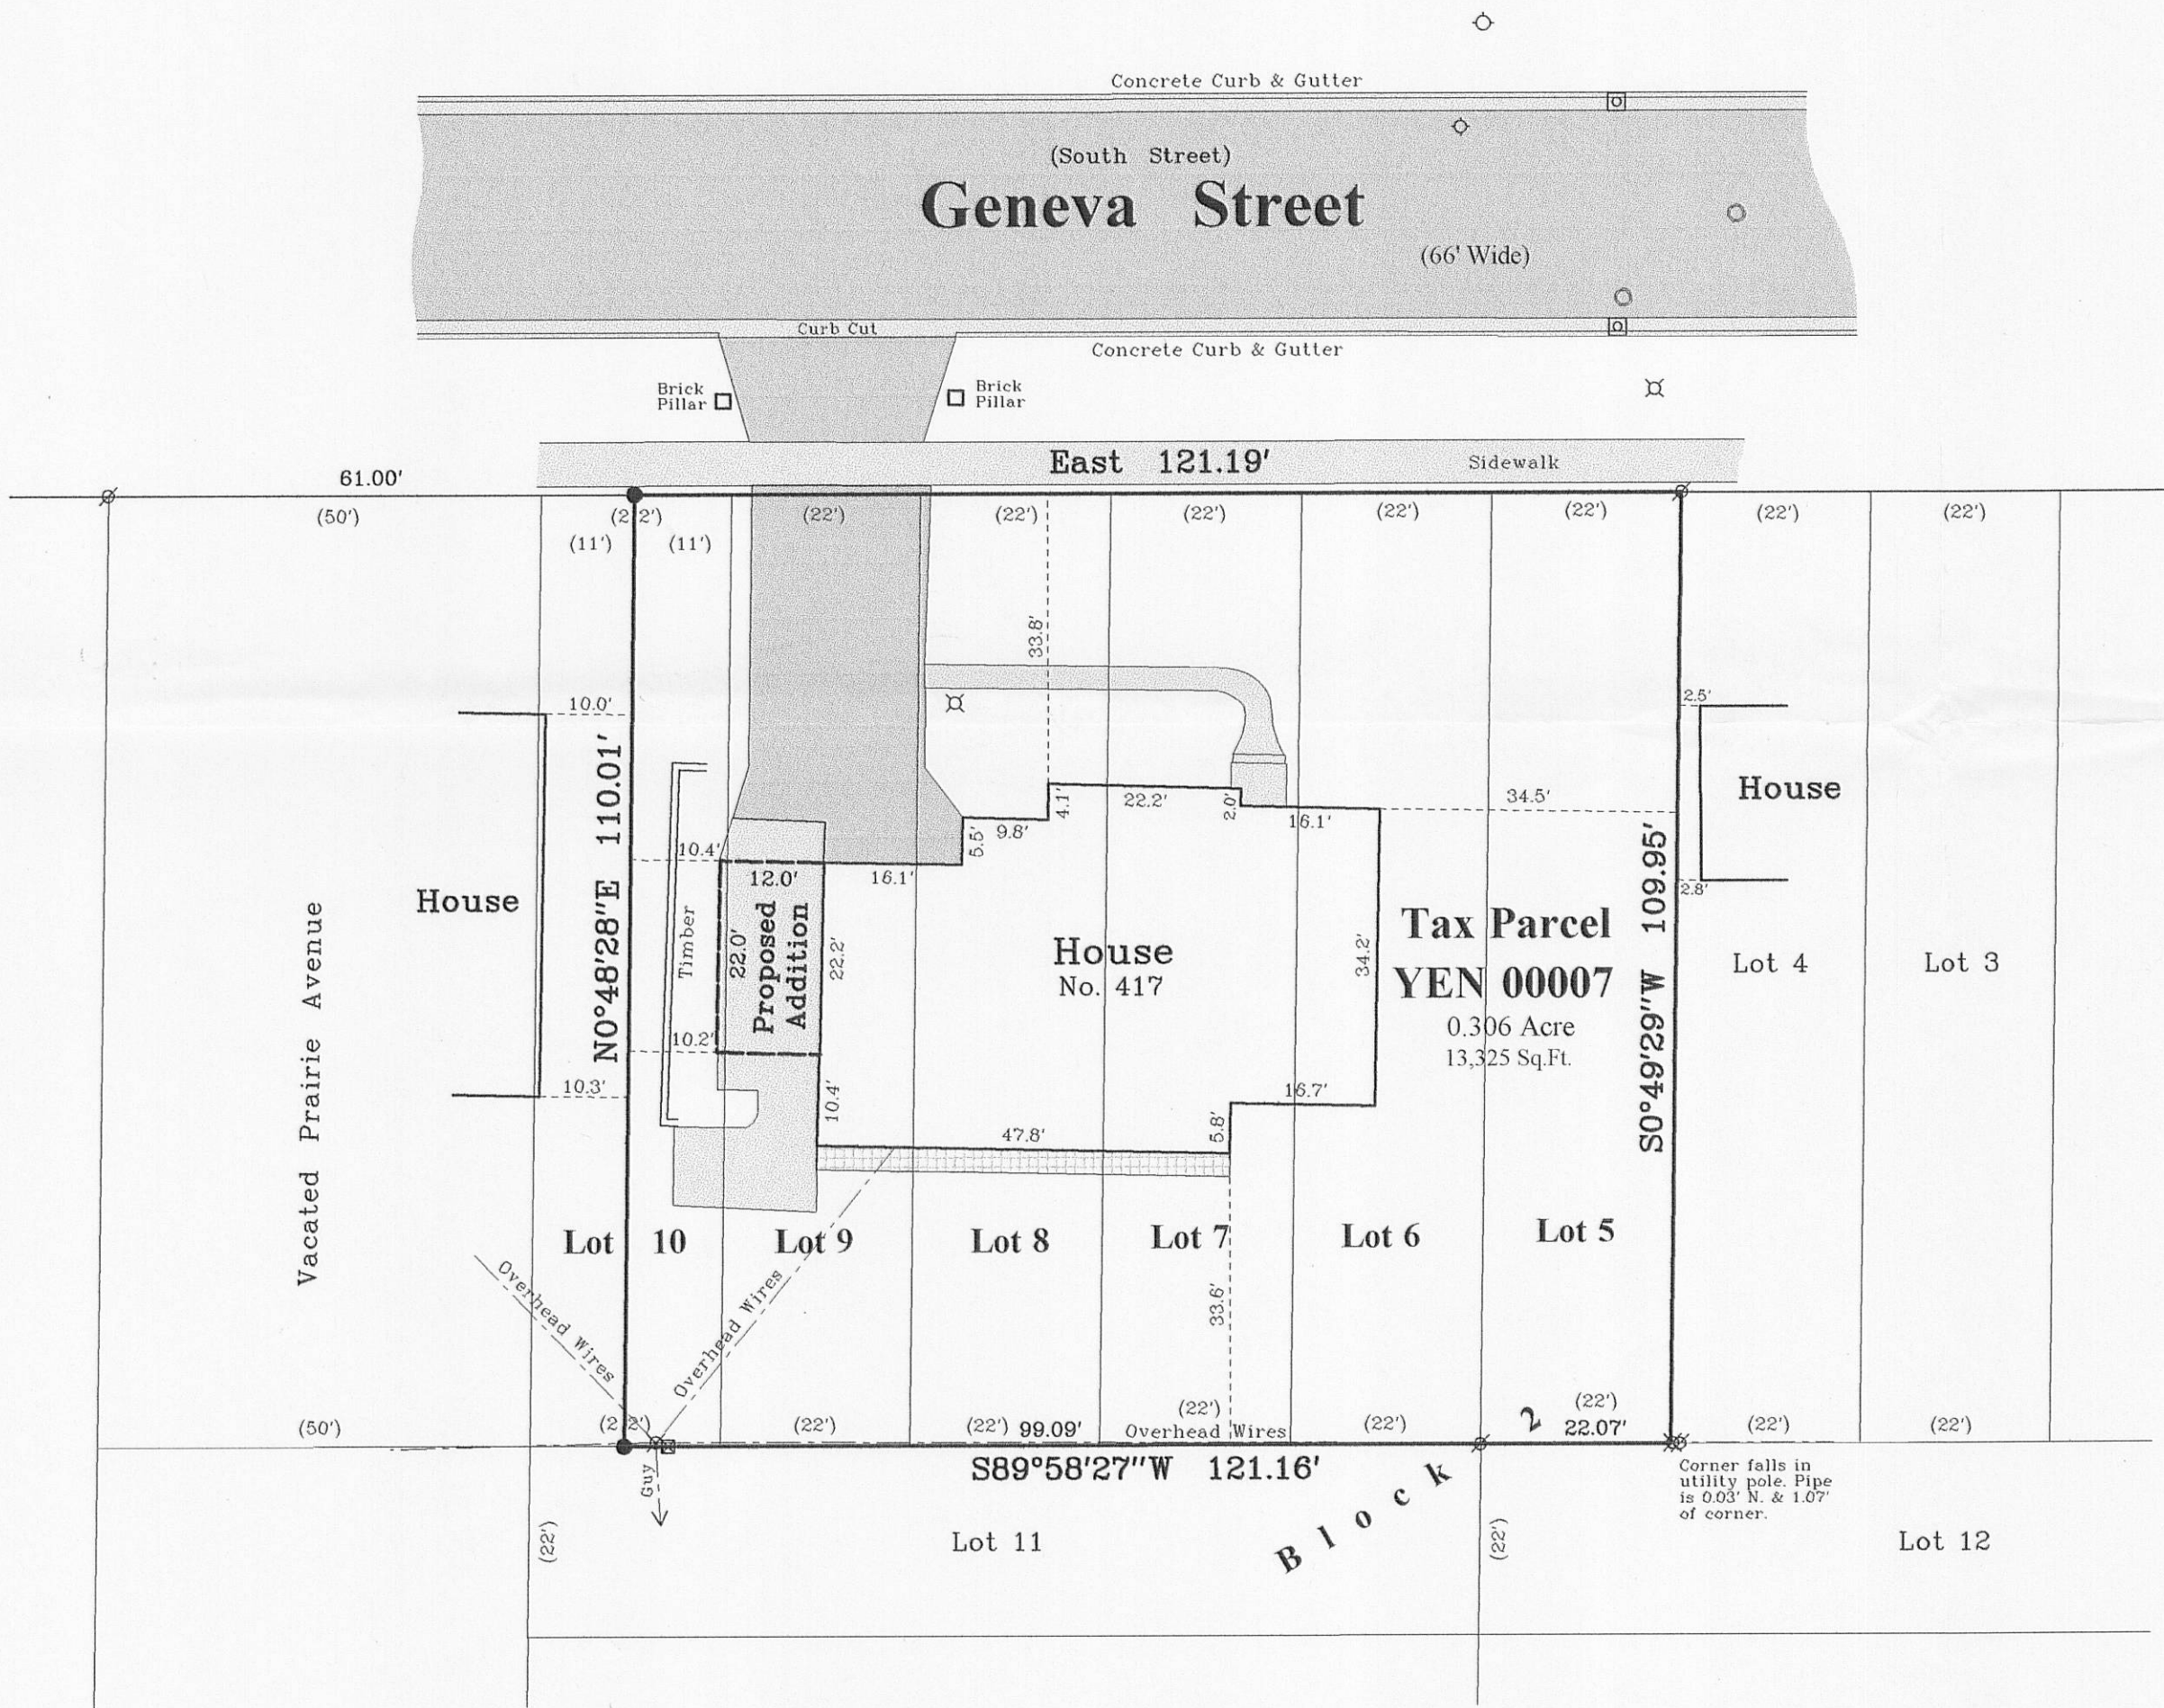 Concrete Curb & Gutter
(South Street)
Geneva Street
(66' Wide)
Curb Cut
Concrete Curb & Gutter
Brick
Pillar
Brick
Pillar
East 121.19'
Sidewalk
61.00'
(50')
(22')
(22')
(22')
(22')
(22')
(22')
(22')
(22')
(11')
(11')
33.8'
10.0'
2.5'
N0°48'28"E 110.01'
House
34.5'
22.2'
4.1'
2.0'
16.1'
9.8'
5.5'
10.4'
12.0'
16.1'
2.8'
House
Timber
22.0'
Proposed
Addition
22.2'
House
No. 417
34.2'
Tax Parcel
YEN 00007
0.306 Acre
13,325 Sq.Ft.
S0°49'29"W 109.95'
Lot 4
Lot 3
Vacated Prairie Avenue
10.2'
10.3'
10.4'
16.7'
5.8'
47.8'
Lot 10
Lot 9
Lot 8
Lot 7
Lot 6
Lot 5
Overhead Wires
Overhead Wires
33.6'
(50')
(22')
(22')
(22') 99.09'
(22')
Overhead Wires
(22')
(22')
22.07'
(22')
(22')
S89°58'27"W 121.16'
Guy
Block 2
Corner falls in
utility pole. Pipe
is 0.03' N. & 1.07'
of corner.
(22')
Lot 11
(22')
Lot 12